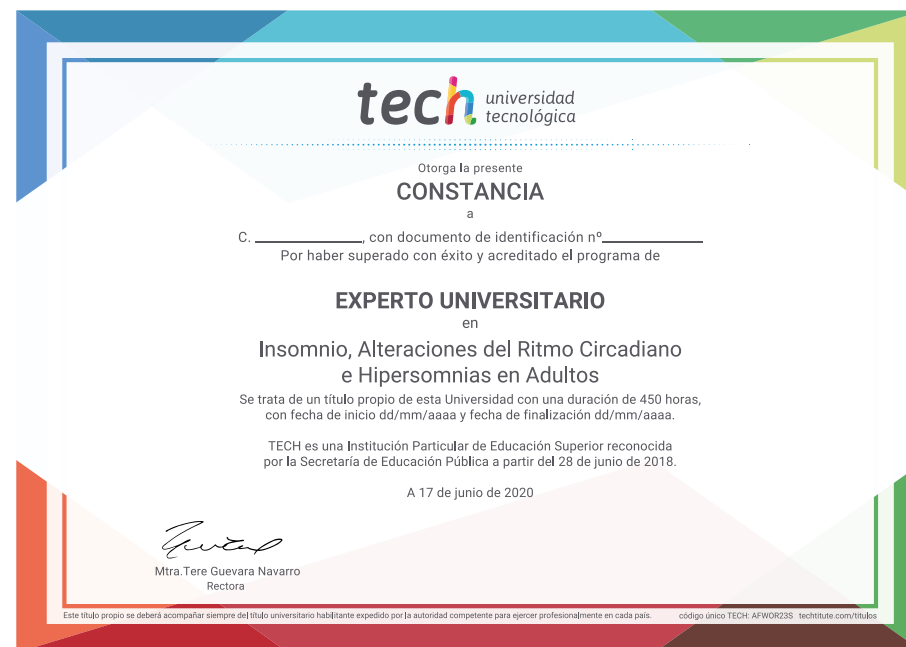 tech universidad
tecnológica
Otorga la presente
CONSTANCIA
a
C. ____________, con documento de identificación nº____________
Por haber superado con éxito y acreditado el programa de
EXPERTO UNIVERSITARIO
en
Insomnio, Alteraciones del Ritmo Circadiano
e Hipersomnias en Adultos
Se trata de un título propio de esta Universidad con una duración de 450 horas,
con fecha de inicio dd/mm/aaaa y fecha de finalización dd/mm/aaaa.
TECH es una Institución Particular de Educación Superior reconocida
por la Secretaría de Educación Pública a partir del 28 de junio de 2018.
A 17 de junio de 2020
Mtra.Tere Guevara Navarro
Rectora
Este título propio se deberá acompañar siempre del título universitario habilitante expedido por la autoridad competente para ejercer profesionalmente en cada país. código único TECH: AFWOR23S techtitute.com/títulos